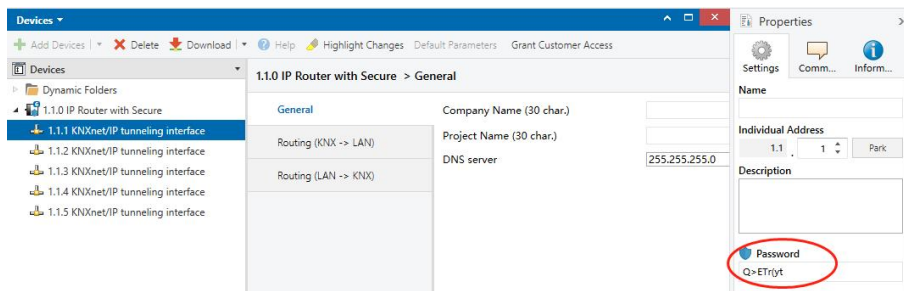 Devices
Add Devices
Delete
Download
Help
Highlight Changes
Default Parameters
Grant Customer Access
Devices
Dynamic Folders
1.1.0 IP Router with Secure
1.1.1 KNXnet/IP tunneling interface
1.1.2 KNXnet/IP tunneling interface
1.1.3 KNXnet/IP tunneling interface
1.1.4 KNXnet/IP tunneling interface
1.1.5 KNXnet/IP tunneling interface
1.1.0 IP Router with Secure > General
General
Routing (KNX -> LAN)
Routing (LAN -> KNX)
Company Name (30 char.)
Project Name (30 char.)
DNS server
255.255.255.0
Properties
Settings
Comm...
Inform...
Name
Individual Address
1.1 . 1
Park
Description
Password
Q>ETr(yt